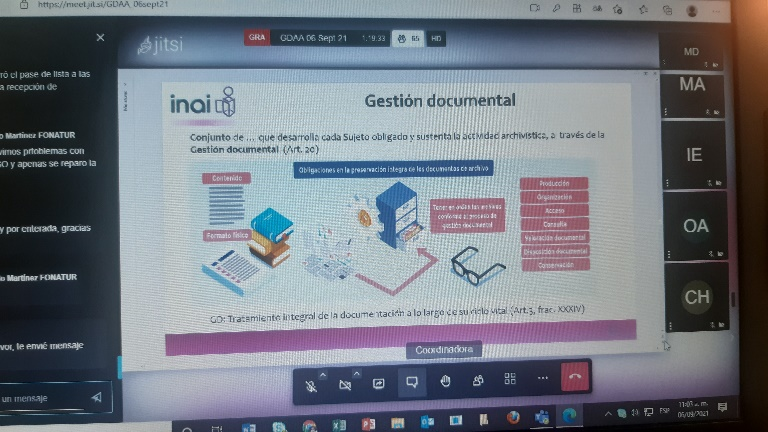 https://meet.jit.si/GDAA_06sept21
jitsi
GRA GDAA 06 Sept 21 1:19:33 65 HD
ró el pase de lista a las
a recepción de
o Martínez FONATUR
vimos problemas con
SO y apenas se reparo la
y por enterada, gracias
o Martínez FONATUR
vor, le envié mensaje
un mensaje
inai
Gestión documental
Conjunto de ... que desarrolla cada Sujeto obligado y sustenta la actividad archivística, a través de la
Gestión documental (Art. 20)
Obligaciones en la preservación íntegra de los documentos de archivo
Contenido
Formato físico
Tener en orden los archivos
conforme al proceso de
gestión documental
Producción
Organización
Acceso
Consulta
Valoración documental
Disposición documental
Conservación
GD: Tratamiento integral de la documentación a lo largo de su ciclo vital (Art.3, frac. XXXIV)
Coordinadora
MD
MA
IE
OA
CH
ESP
11:03 a. m.
06/09/2021